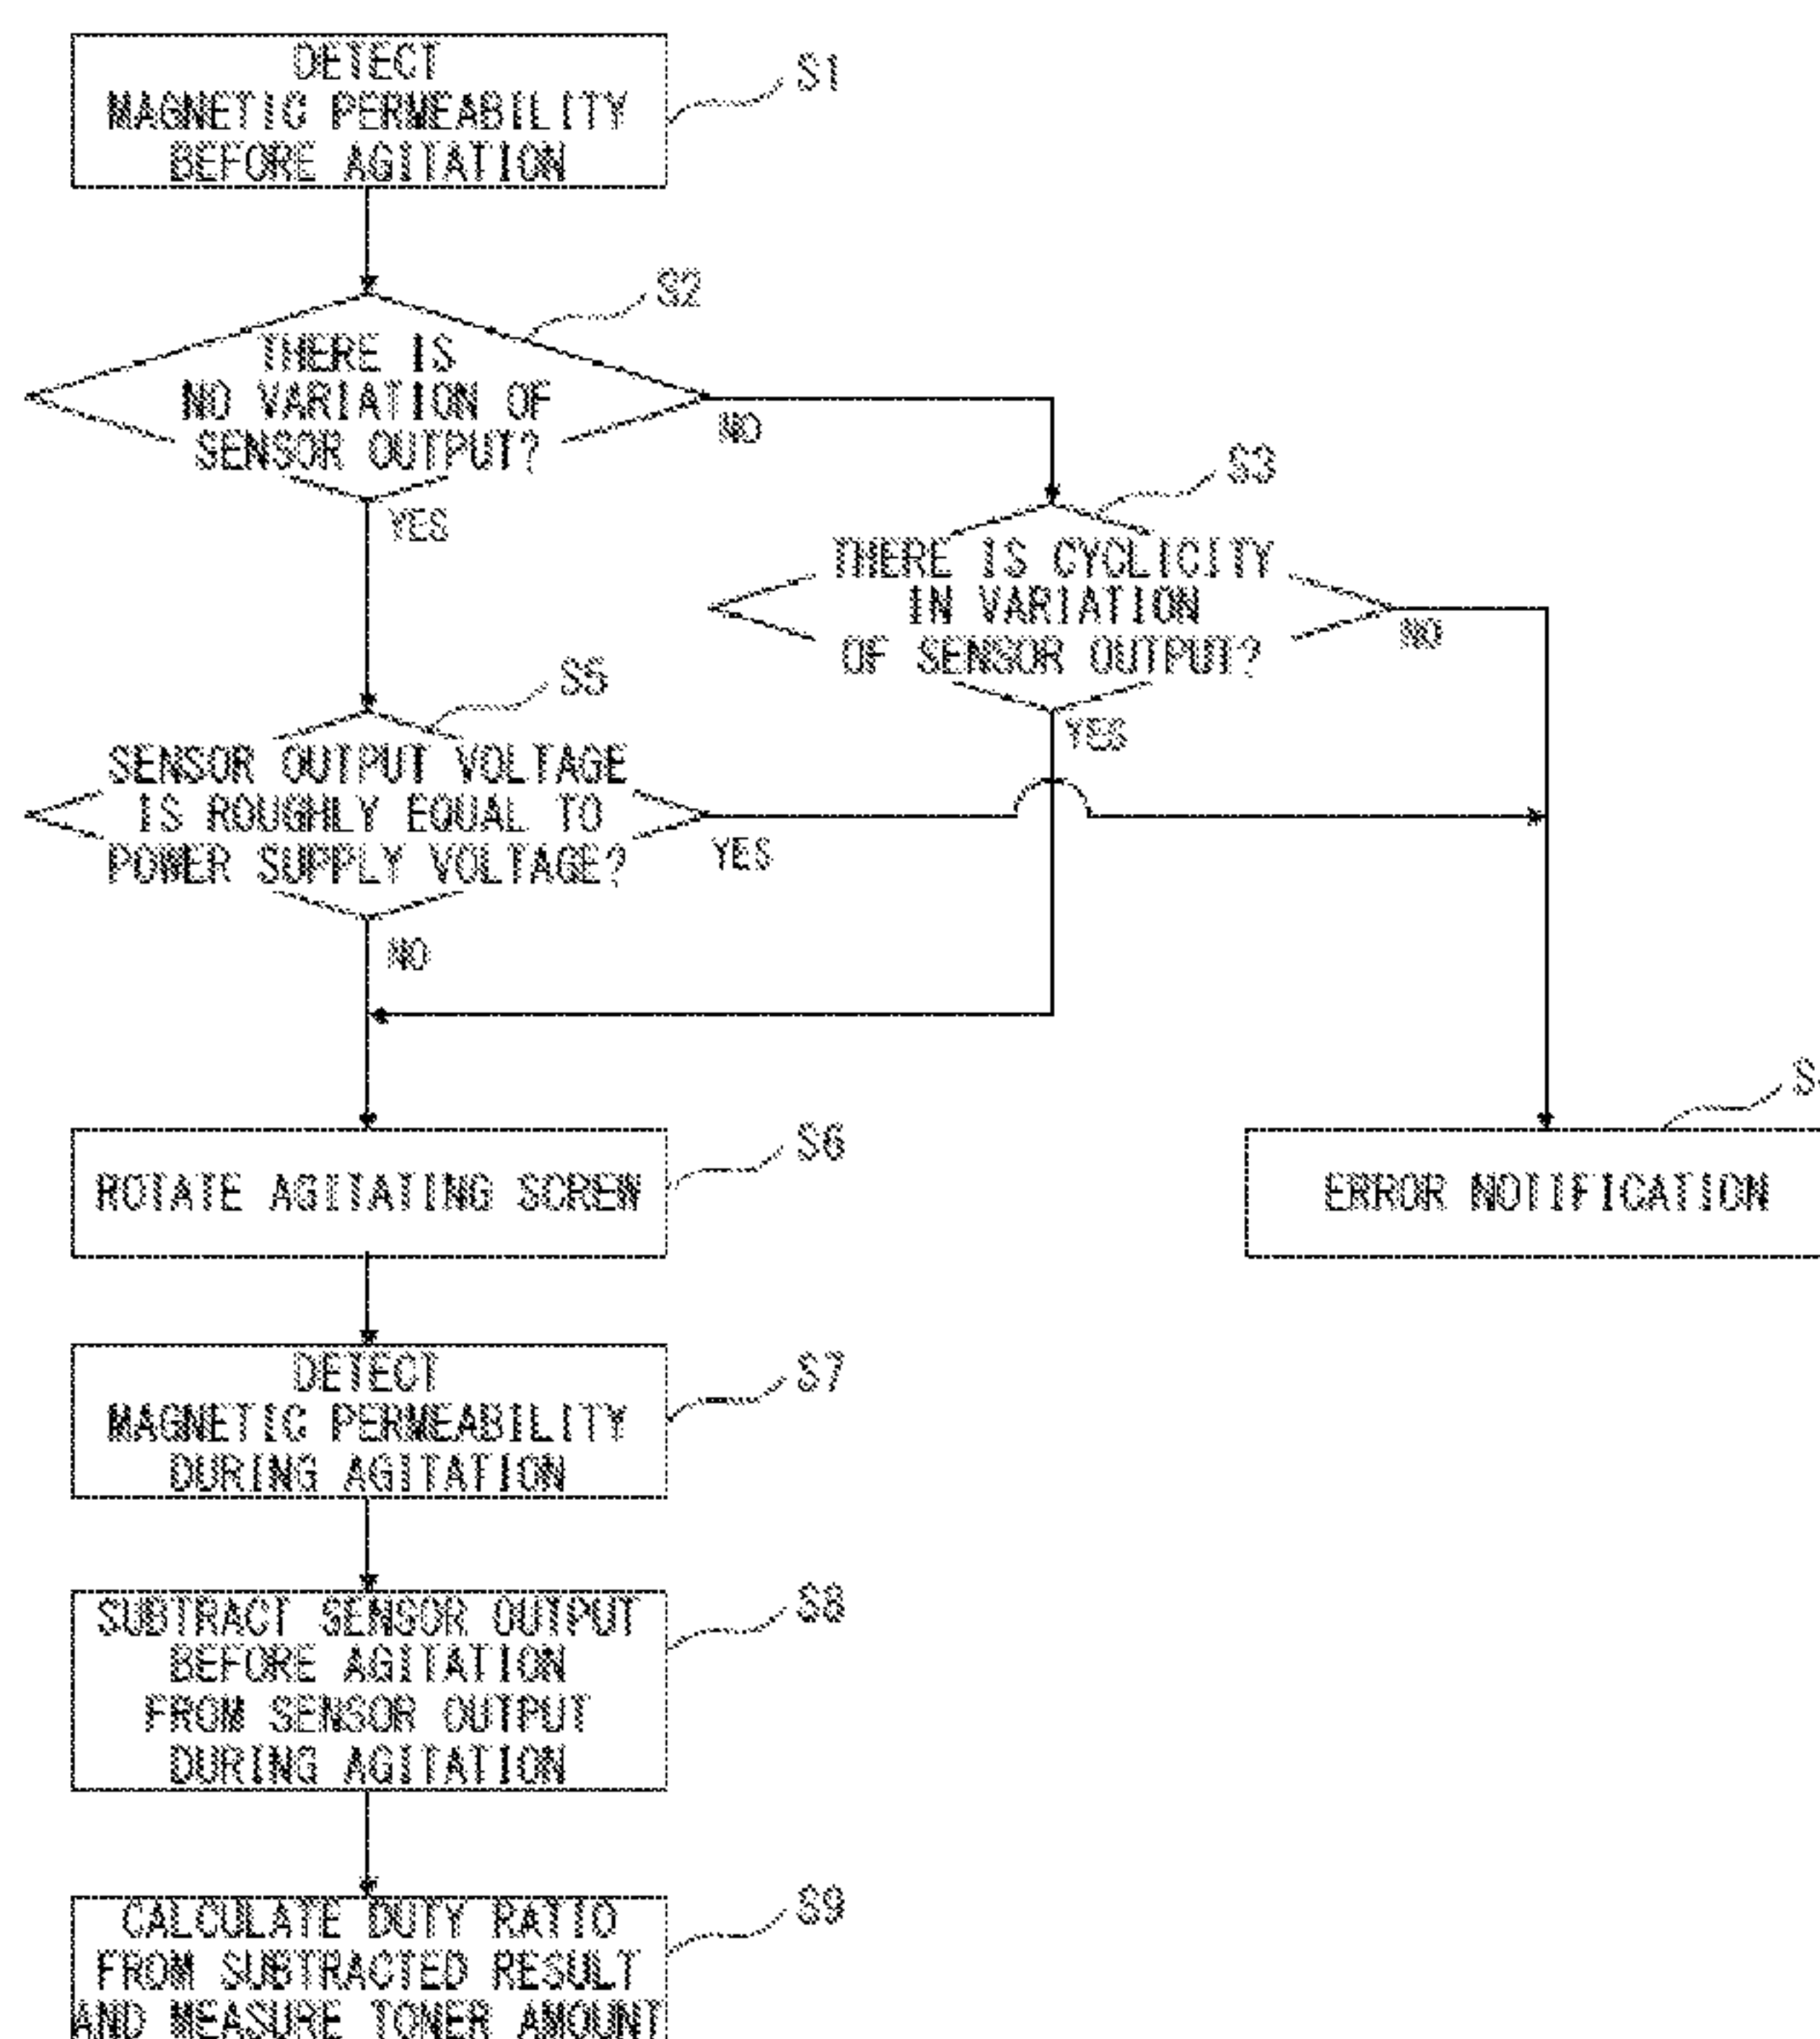 DETECT
MAGNETIC PERMEABILITY
BEFORE AGITATION
S1
S2
THERE IS
NO VARIATION OF
SENSOR OUTPUT?
NO
YES
S3
THERE IS CYCLICITY
IN VARIATION
OF SENSOR OUTPUT?
NO
YES
S5
SENSOR OUTPUT VOLTAGE
IS ROUGHLY EQUAL TO
POWER SUPPLY VOLTAGE?
YES
NO
S6
ROTATE AGITATING SCREW
ERROR NOTIFICATION
S7
DETECT
MAGNETIC PERMEABILITY
DURING AGITATION
S8
SUBTRACT SENSOR OUTPUT
BEFORE AGITATION
FROM SENSOR OUTPUT
DURING AGITATION
S9
CALCULATE DUTY RATIO
FROM SUBTRACTED RESULT
AND MEASURE TONER AMOUNT